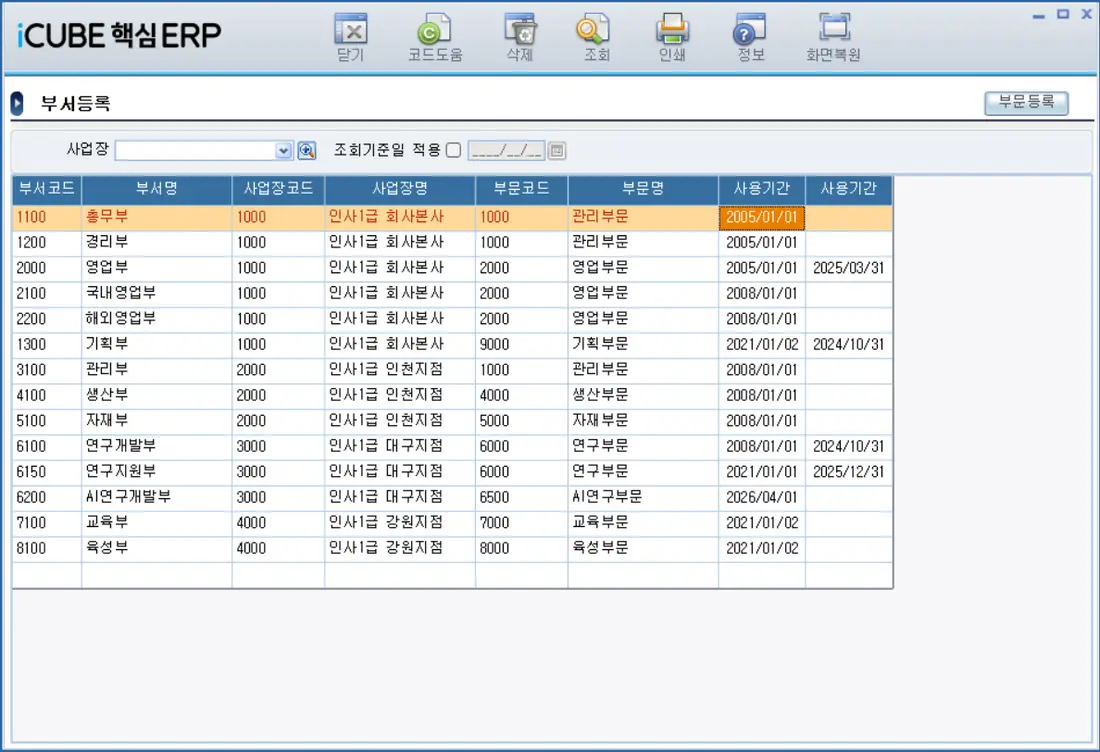 iCUBE 핵심 ERP
닫기 코드도움 삭제 조회 인쇄 정보 화면복원
부서등록 부문등록
사업장 조회기준일 적용 ____/__/__
부서코드 부서명 사업장코드 사업장명 부문코드 부문명 사용기간 사용기간
1100 총무부 1000 인사1급 회사본사 1000 관리부문 2005/01/01
1200 경리부 1000 인사1급 회사본사 1000 관리부문 2005/01/01
2000 영업부 1000 인사1급 회사본사 2000 영업부문 2005/01/01 2025/03/31
2100 국내영업부 1000 인사1급 회사본사 2000 영업부문 2008/01/01
2200 해외영업부 1000 인사1급 회사본사 2000 영업부문 2008/01/01
1300 기획부 1000 인사1급 회사본사 9000 기획부문 2021/01/02 2024/10/31
3100 관리부 2000 인사1급 인천지점 1000 관리부문 2008/01/01
4100 생산부 2000 인사1급 인천지점 4000 생산부문 2008/01/01
5100 자재부 2000 인사1급 인천지점 5000 자재부문 2008/01/01
6100 연구개발부 3000 인사1급 대구지점 6000 연구부문 2008/01/01 2024/10/31
6150 연구지원부 3000 인사1급 대구지점 6000 연구부문 2021/01/01 2025/12/31
6200 AI연구개발부 3000 인사1급 대구지점 6500 AI연구부문 2026/04/01
7100 교육부 4000 인사1급 강원지점 7000 교육부문 2021/01/02
8100 육성부 4000 인사1급 강원지점 8000 육성부문 2021/01/02